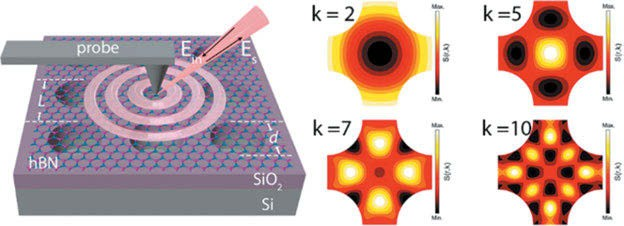 probe
E_in
E_s
L
d
hBN
SiO₂
Si
k = 2
Max.
S(r,k)
Min.
k = 5
Max.
S(r,k)
Min.
k = 7
Max.
S(r,k)
Min.
k = 10
Max.
S(r,k)
Min.